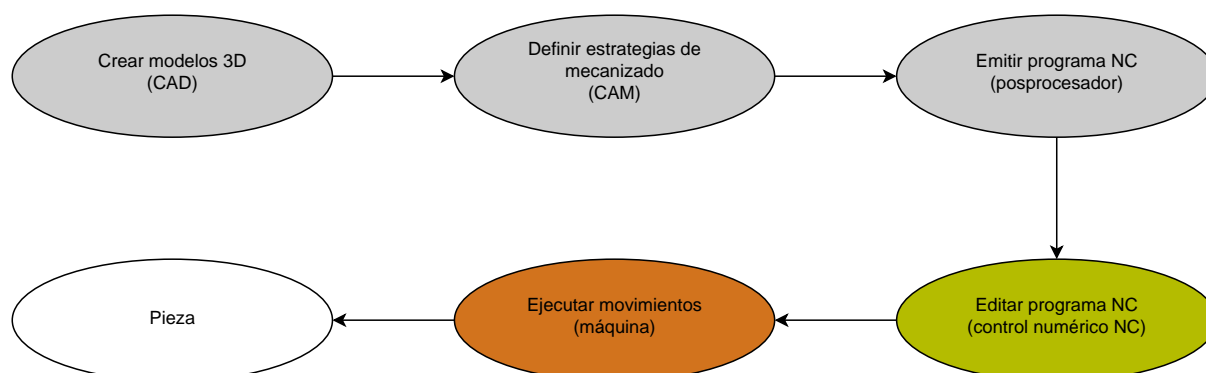 Crear modelos 3D
(CAD)
Definir estrategias de
mecanizado
(CAM)
Emitir programa NC
(posprocesador)
Editar programa NC
(control numérico NC)
Ejecutar movimientos
(máquina)
Pieza